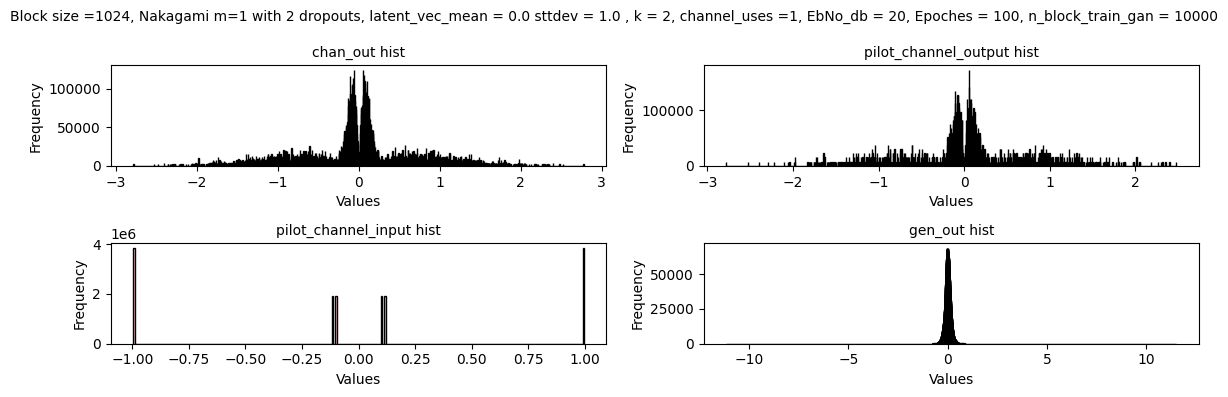 Block size =1024, Nakagami m=1 with 2 dropouts, latent_vec_mean = 0.0 sttdev = 1.0 , k = 2, channel_uses =1, EbNo_db = 20, Epoches = 100, n_block_train_gan = 10000
chan_out hist
Frequency
100000
50000
0
−3 −2 −1 0 1 2 3
Values
pilot_channel_output hist
Frequency
100000
0
−3 −2 −1 0 1 2
Values
pilot_channel_input hist
1e6
Frequency
4
2
0
−1.00 −0.75 −0.50 −0.25 0.00 0.25 0.50 0.75 1.00
Values
gen_out hist
Frequency
50000
25000
0
−10 −5 0 5 10
Values